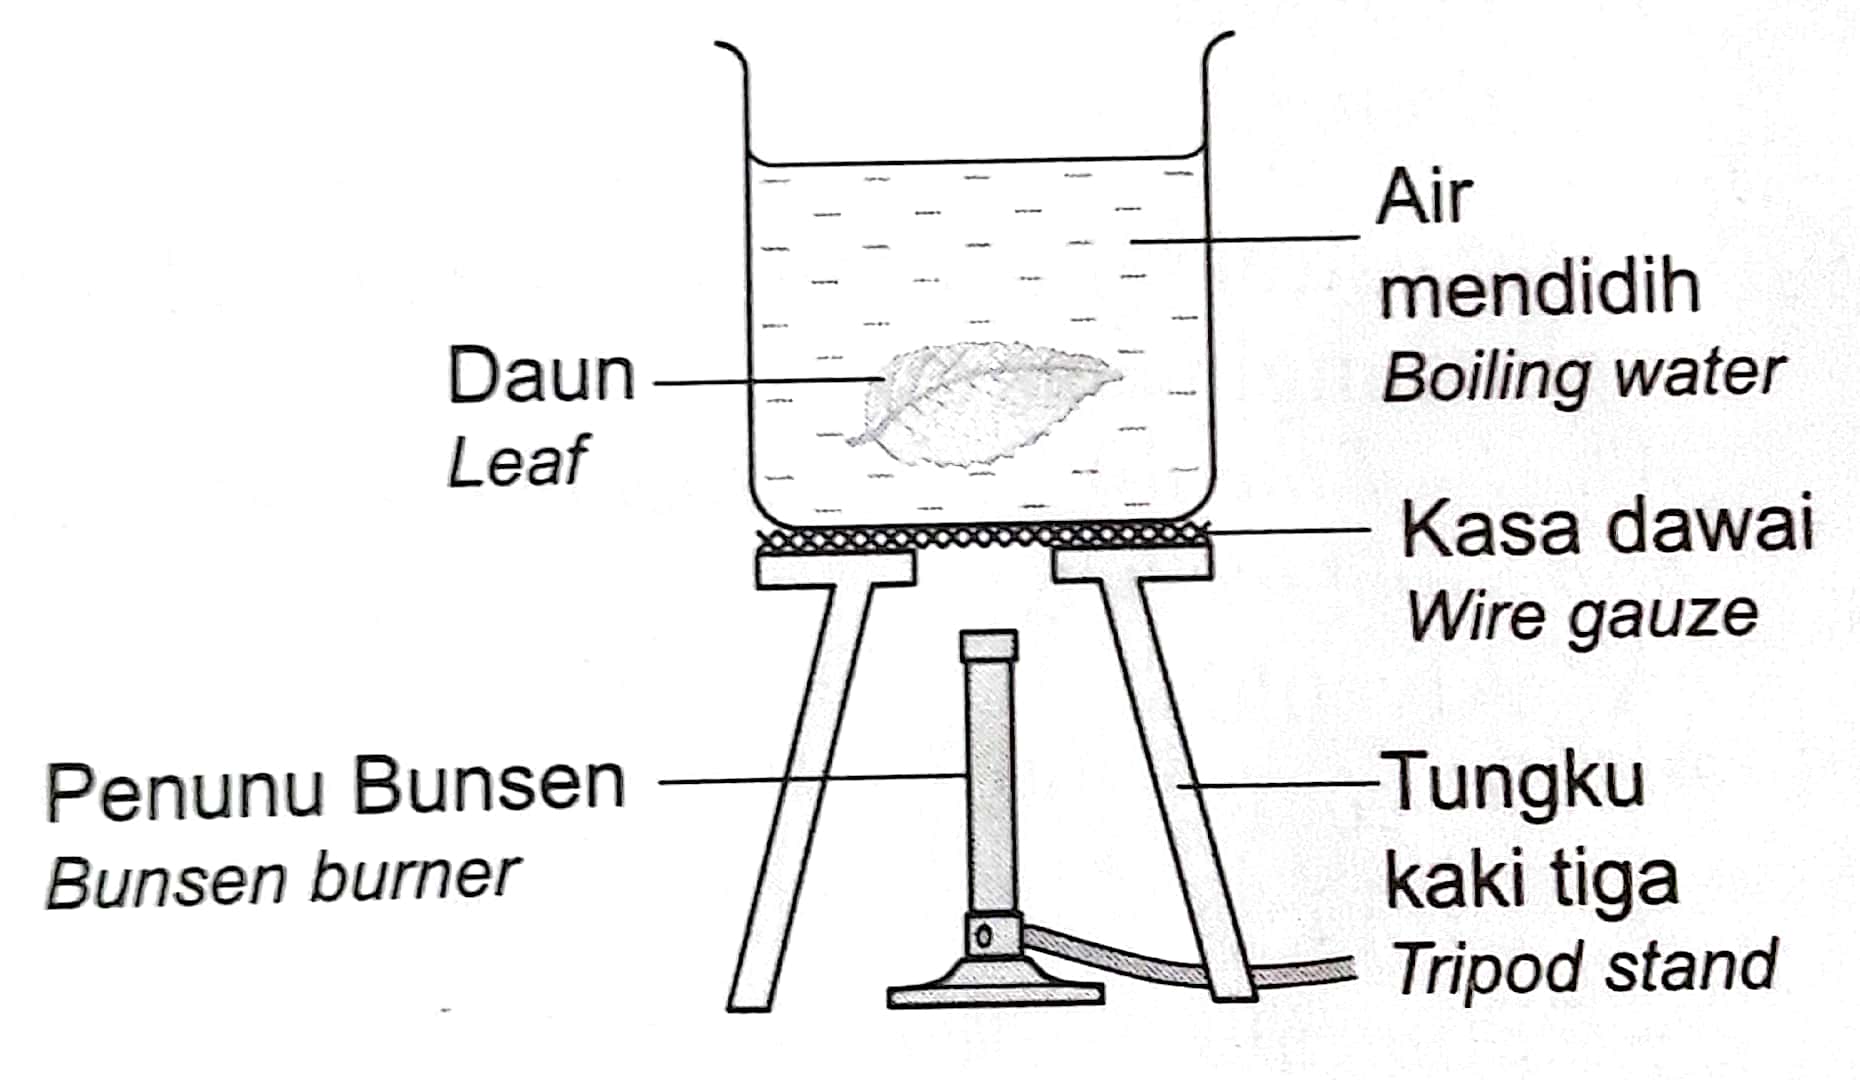 Air
mendidih
Boiling water
Daun
Leaf
Kasa dawai
Wire gauze
Penunu Bunsen
Bunsen burner
Tungku
kaki tiga
Tripod stand